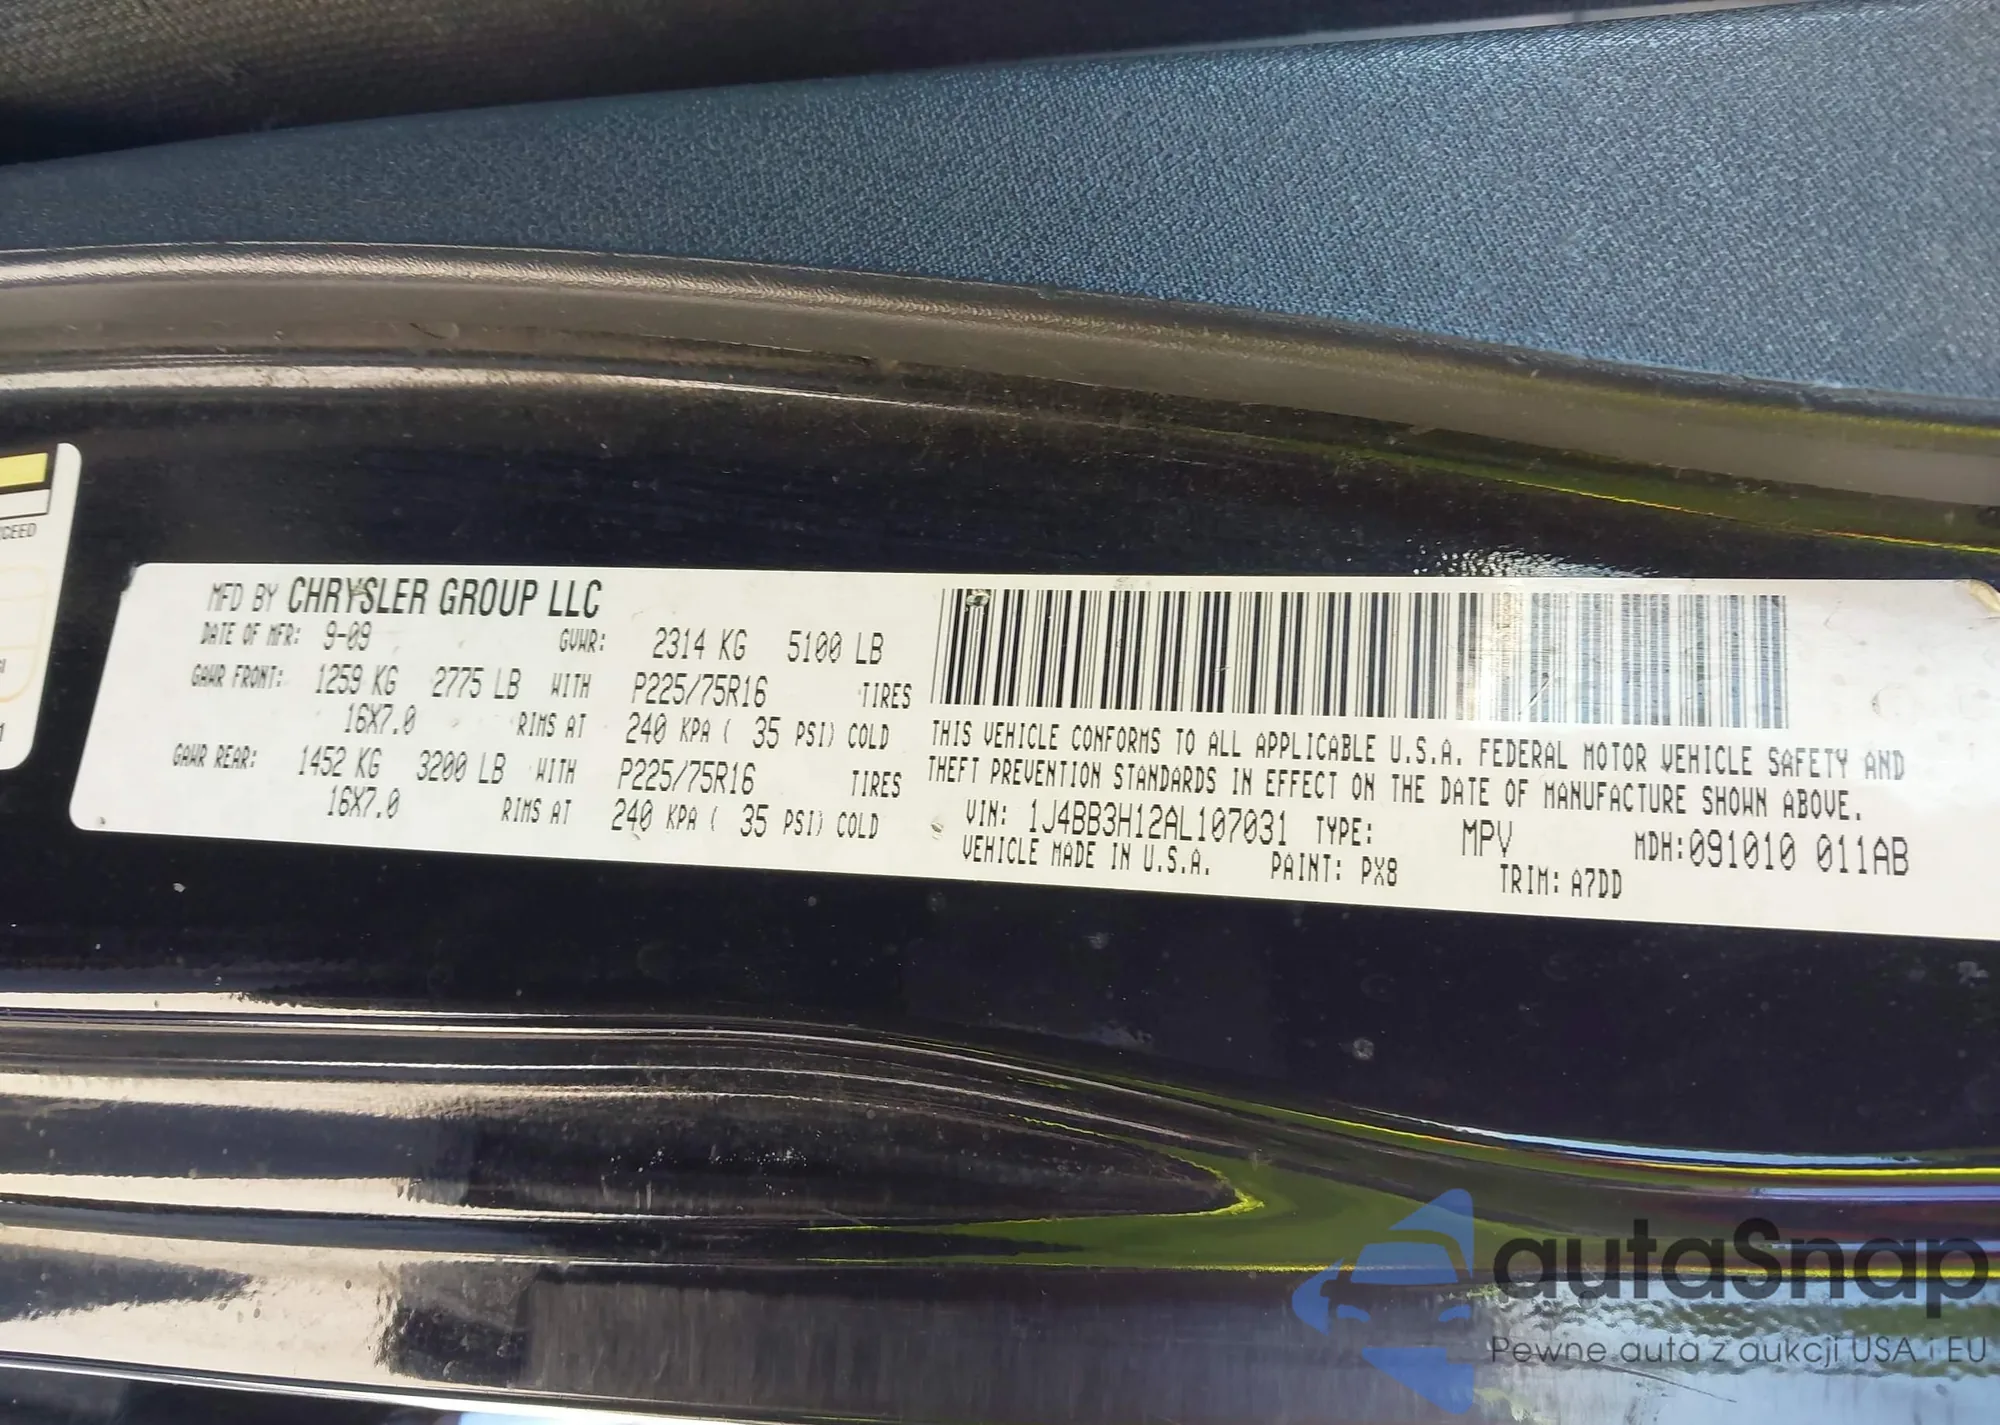 CEED
MFD BY CHRYSLER GROUP LLC
DATE OF MFR: 9-09 GVWR: 2314 KG 5100 LB
GAWR FRONT: 1259 KG 2775 LB WITH P225/75R16 TIRES
16X7.0 RIMS AT 240 KPA ( 35 PSI) COLD
GAWR REAR: 1452 KG 3200 LB WITH P225/75R16 TIRES
16X7.0 RIMS AT 240 KPA ( 35 PSI) COLD
THIS VEHICLE CONFORMS TO ALL APPLICABLE U.S.A. FEDERAL MOTOR VEHICLE SAFETY AND
THEFT PREVENTION STANDARDS IN EFFECT ON THE DATE OF MANUFACTURE SHOWN ABOVE.
VIN: 1J4BB3H12AL107031 TYPE: MPV MDH:091010 011AB
VEHICLE MADE IN U.S.A. PAINT: PX8 TRIM: A7DD
autaSnap
Pewne auta z aukcji USA i EU